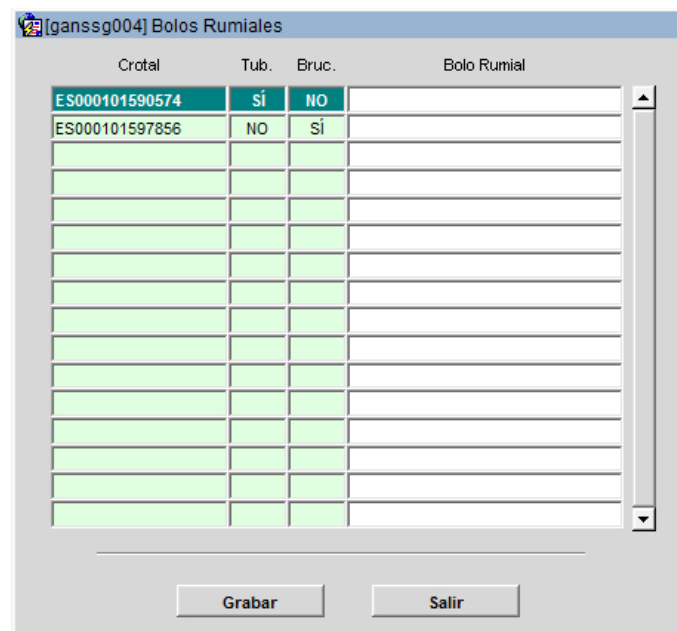 [ganssg004] Bolos Rumiales
Crotal Tub. Bruc. Bolo Rumial
ES000101590574 SÍ NO
ES000101597856 NO SÍ
Grabar Salir